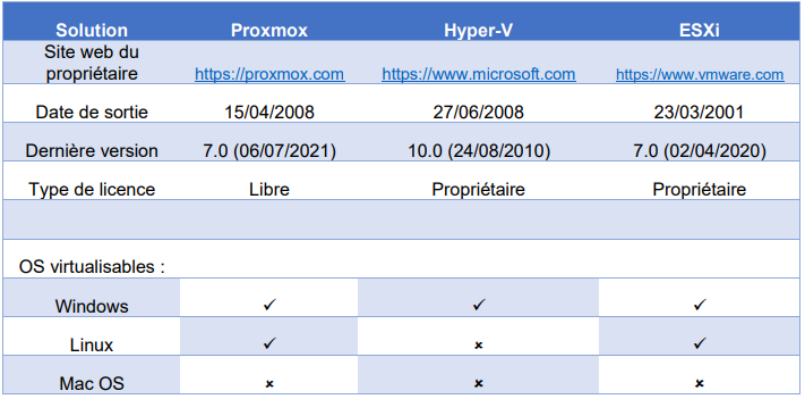 Solution Proxmox Hyper-V ESXi
Site web du
propriétaire https://proxmox.com https://www.microsoft.com https://www.vmware.com
Date de sortie 15/04/2008 27/06/2008 23/03/2001
Dernière version 7.0 (06/07/2021) 10.0 (24/08/2010) 7.0 (02/04/2020)
Type de licence Libre Propriétaire Propriétaire
OS virtualisables :
Windows ✓ ✓ ✓
Linux ✓ × ✓
Mac OS × × ×